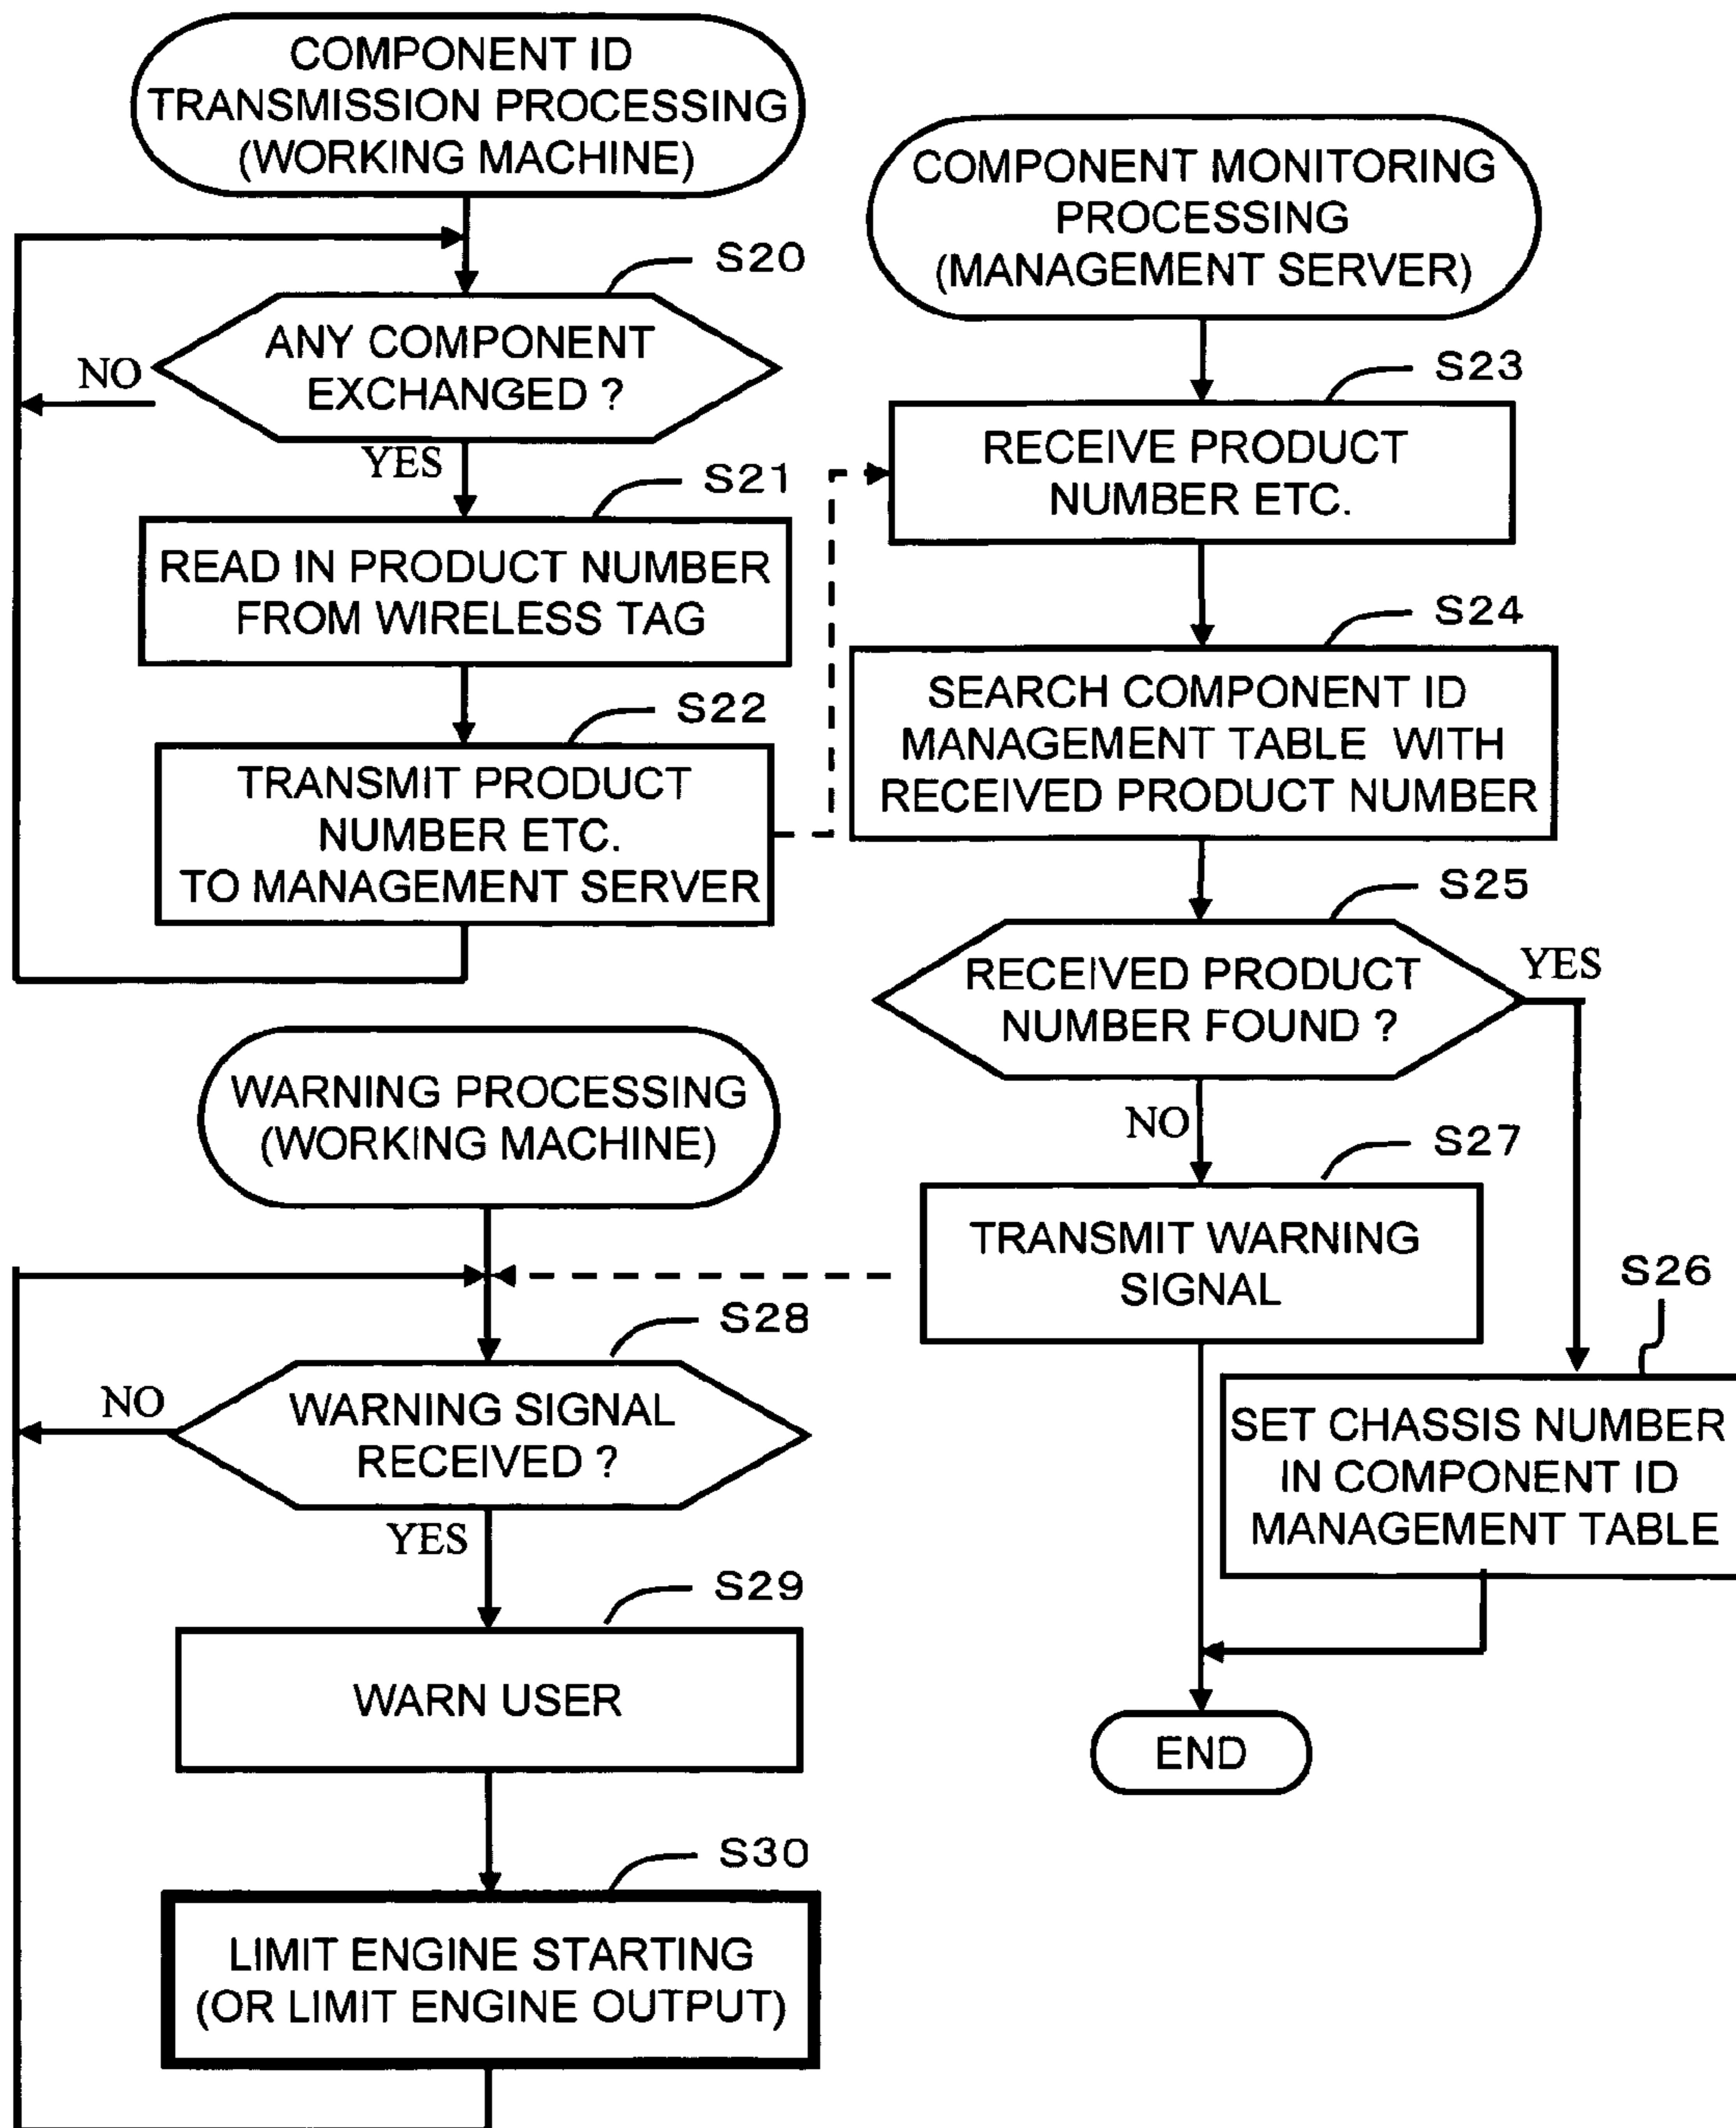 COMPONENT ID
TRANSMISSION PROCESSING
(WORKING MACHINE)
S20
ANY COMPONENT
EXCHANGED ?
NO
YES
S21
READ IN PRODUCT NUMBER
FROM WIRELESS TAG
S22
TRANSMIT PRODUCT
NUMBER ETC.
TO MANAGEMENT SERVER
COMPONENT MONITORING
PROCESSING
(MANAGEMENT SERVER)
S23
RECEIVE PRODUCT
NUMBER ETC.
S24
SEARCH COMPONENT ID
MANAGEMENT TABLE WITH
RECEIVED PRODUCT NUMBER
S25
RECEIVED PRODUCT
NUMBER FOUND ?
YES
NO
S27
TRANSMIT WARNING
SIGNAL
S26
SET CHASSIS NUMBER
IN COMPONENT ID
MANAGEMENT TABLE
END
WARNING PROCESSING
(WORKING MACHINE)
S28
WARNING SIGNAL
RECEIVED ?
NO
YES
S29
WARN USER
S30
LIMIT ENGINE STARTING
(OR LIMIT ENGINE OUTPUT)